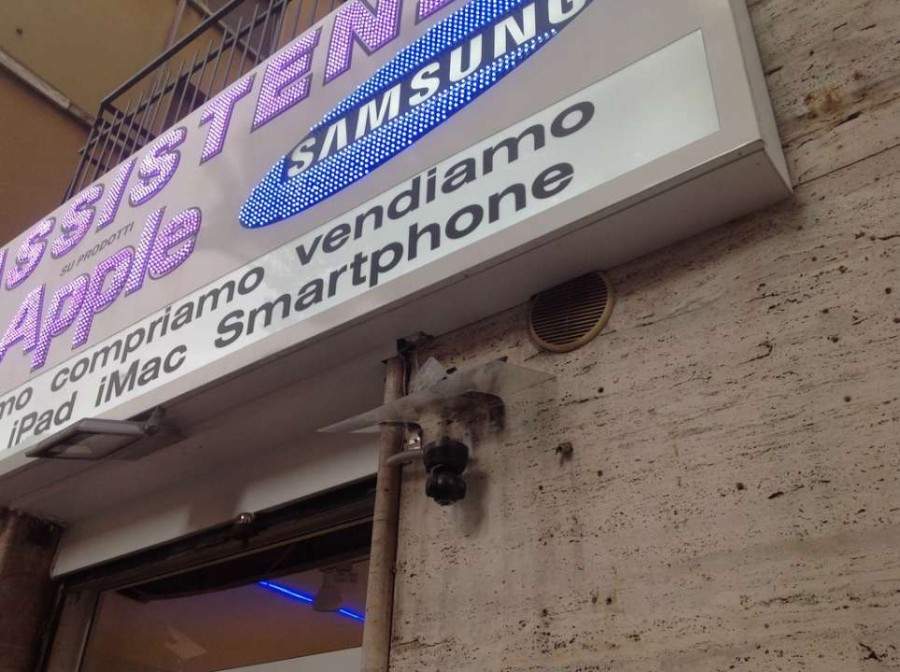 SAMSUNG
SU PRODOTTI
Apple
compriamo vendiamo
iPad iMac Smartphone